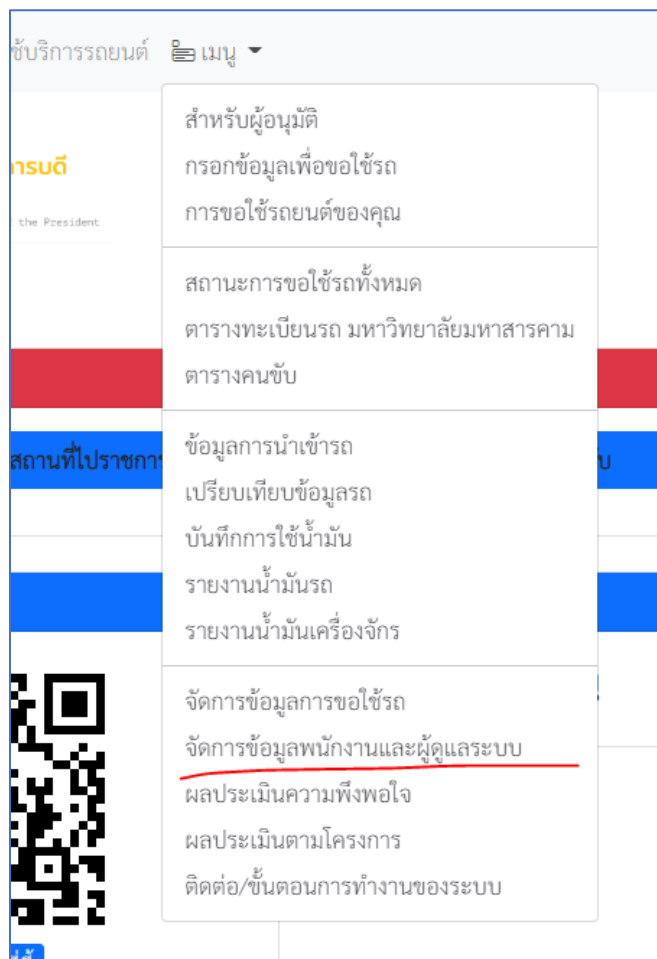 ช้บริการรถยนต์ เมนู
ารบดี
the President
สำหรับผู้อนุมัติ
กรอกข้อมูลเพื่อขอใช้รถ
การขอใช้รถยนต์ของคุณ
สถานะการขอใช้รถทั้งหมด
ตารางทะเบียนรถ มหาวิทยาลัยมหาสารคาม
ตารางคนขับ
ข้อมูลการนำเข้ารถ
สถานที่ไปราชการ
เปรียบเทียบข้อมูลรถ
บันทึกการใช้น้ำมัน
รายงานน้ำมันรถ
รายงานน้ำมันเครื่องจักร
จัดการข้อมูลการขอใช้รถ
จัดการข้อมูลพนักงานและผู้ดูแลระบบ
ผลประเมินความพึงพอใจ
ผลประเมินตามโครงการ
ติดต่อ/ขั้นตอนการทำงานของระบบ